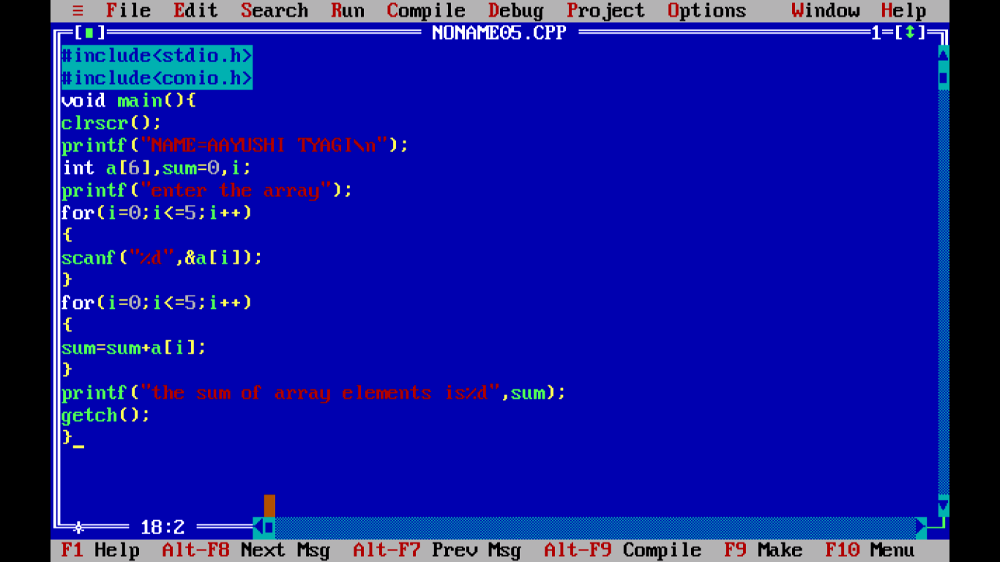 ≡ File Edit Search Run Compile Debug Project Options Window Help
[■] NONAME05.CPP 1=[↕]
#include<stdio.h>
#include<conio.h>
void main(){
clrscr();
printf("NAME=AAYUSHI TYAGI\n");
int a[6],sum=0,i;
printf("enter the array");
for(i=0;i<=5;i++)
{
scanf("%d",&a[i]);
}
for(i=0;i<=5;i++)
{
sum=sum+a[i];
}
printf("the sum of array elements is%d",sum);
getch();
}
18:2
F1 Help Alt-F8 Next Msg Alt-F7 Prev Msg Alt-F9 Compile F9 Make F10 Menu